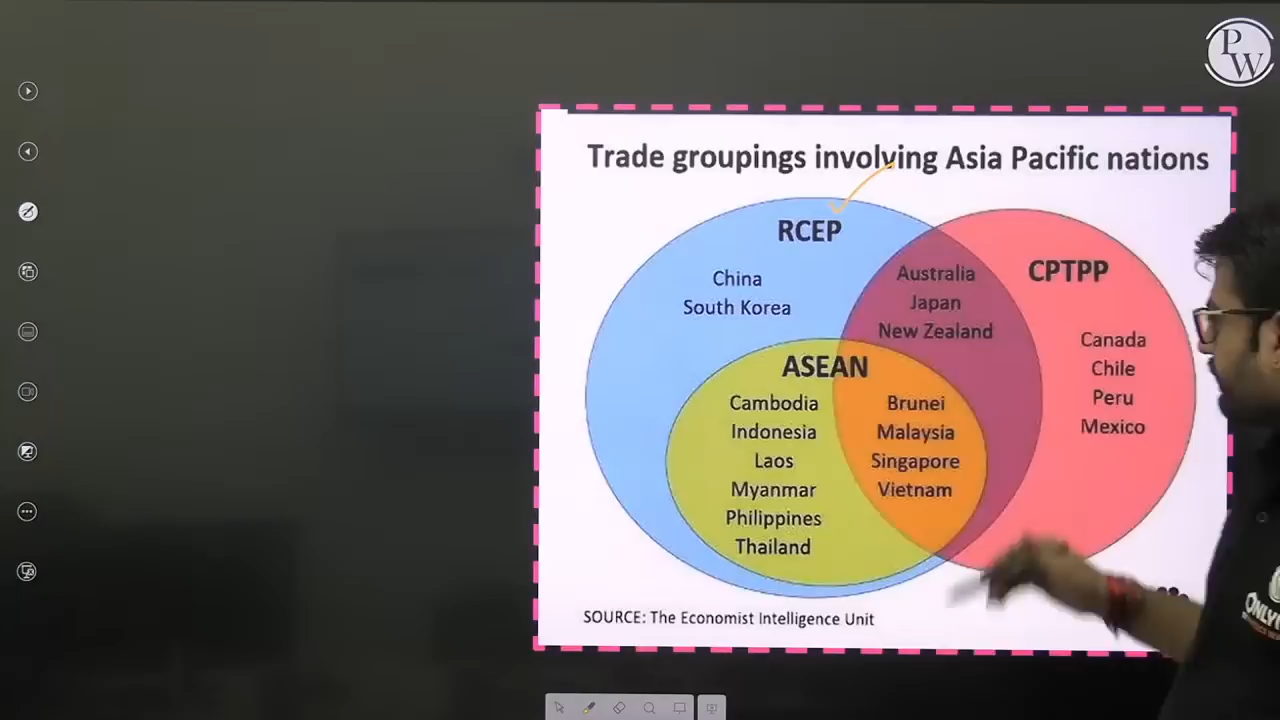 PW
Trade groupings involving Asia Pacific nations
RCEP
China
South Korea
Australia
Japan
New Zealand
CPTPP
Canada
Chile
Peru
Mexico
ASEAN
Cambodia
Indonesia
Laos
Myanmar
Philippines
Thailand
Brunei
Malaysia
Singapore
Vietnam
SOURCE: The Economist Intelligence Unit